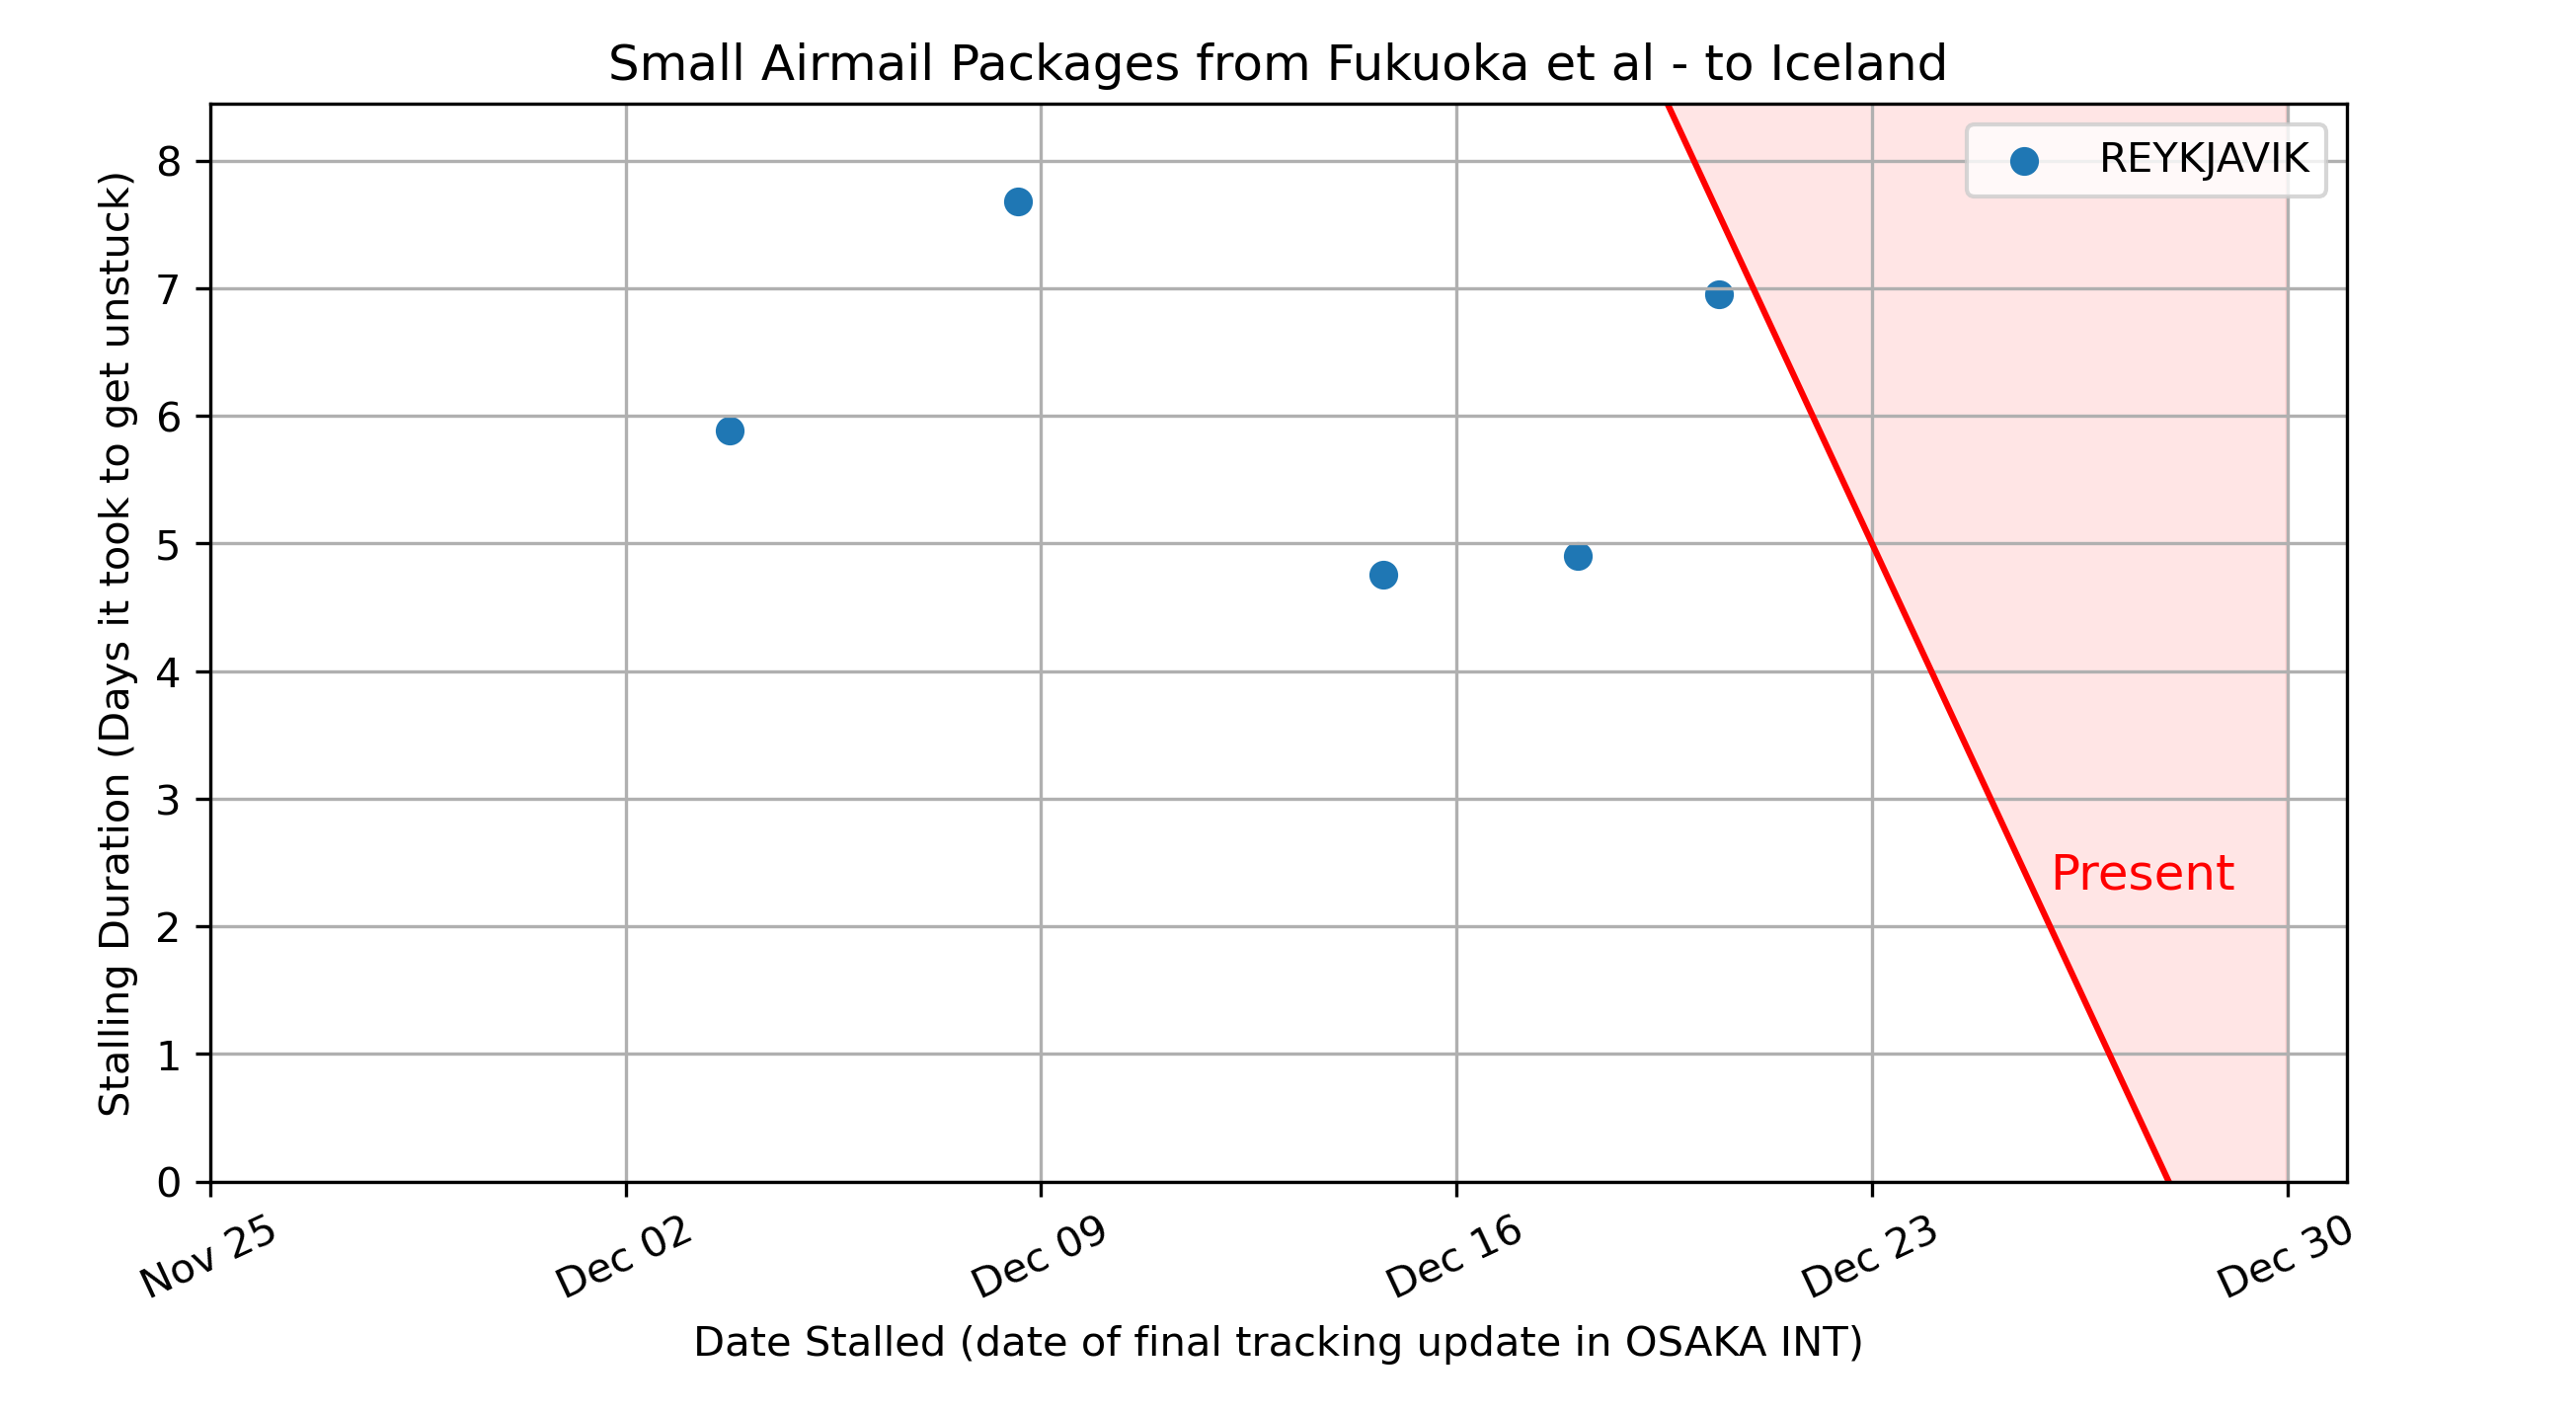 Small Airmail Packages from Fukuoka et al - to Iceland
REYKJAVIK
Stalling Duration (Days it took to get unstuck)
8
7
6
5
4
3
2
1
0
Present
Nov 25
Dec 02
Dec 09
Dec 16
Dec 23
Dec 30
Date Stalled (date of final tracking update in OSAKA INT)